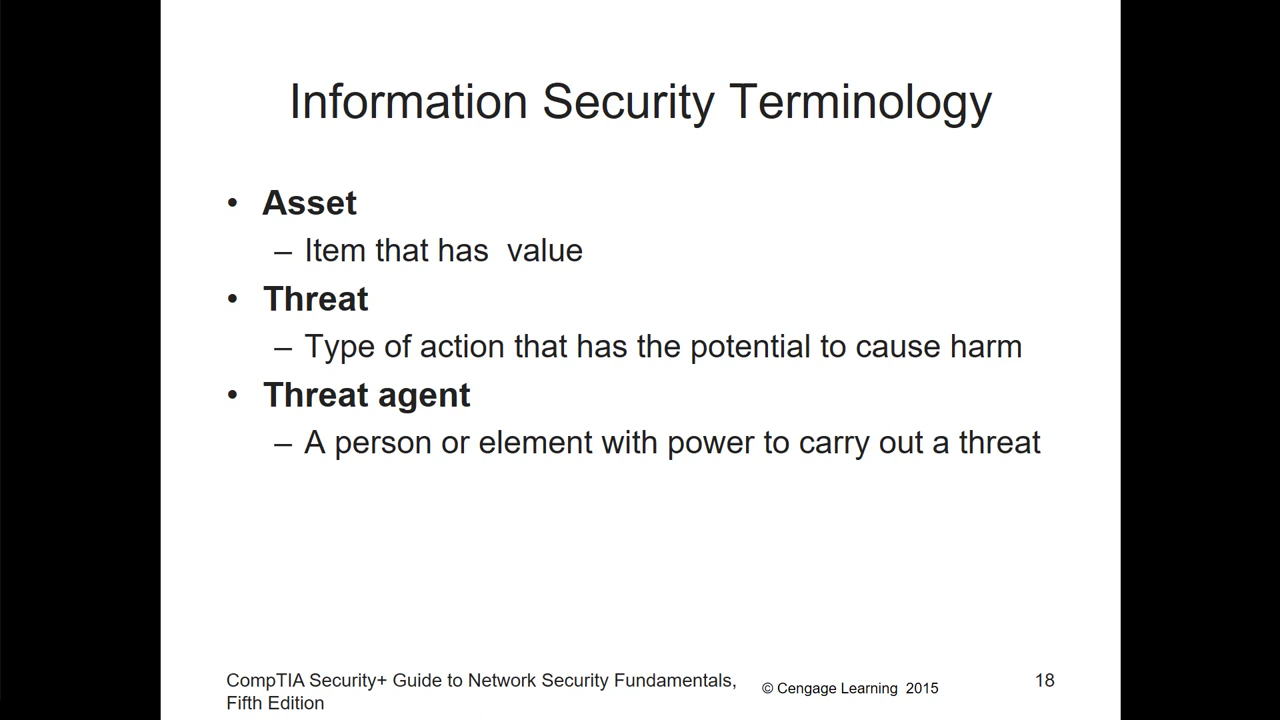 Information Security Terminology
• Asset
– Item that has  value
• Threat
– Type of action that has the potential to cause harm
• Threat agent
– A person or element with power to carry out a threat
CompTIA Security+ Guide to Network Security Fundamentals,
Fifth Edition
© Cengage Learning  2015
18